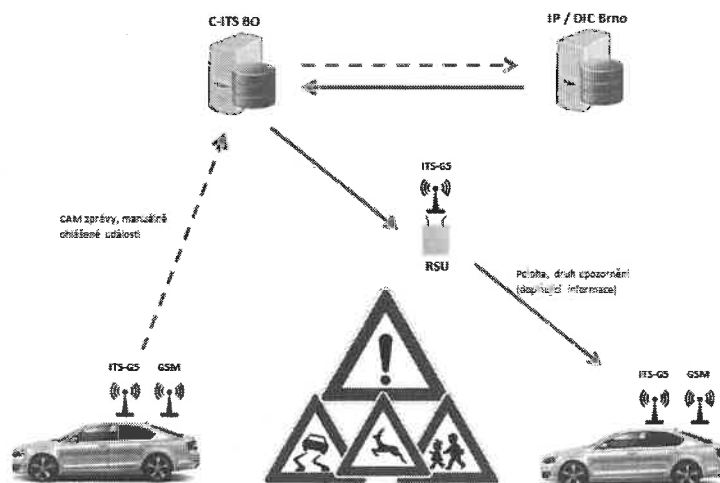 C-ITS BO
IP / DIC Brno
ITS-G5
CAM zprávy, manuálně
ohlášené události
RSU
Poloha, druh upozornění
(doplňující informace)
ITS-G5
GSM
ITS-G5
GSM
!